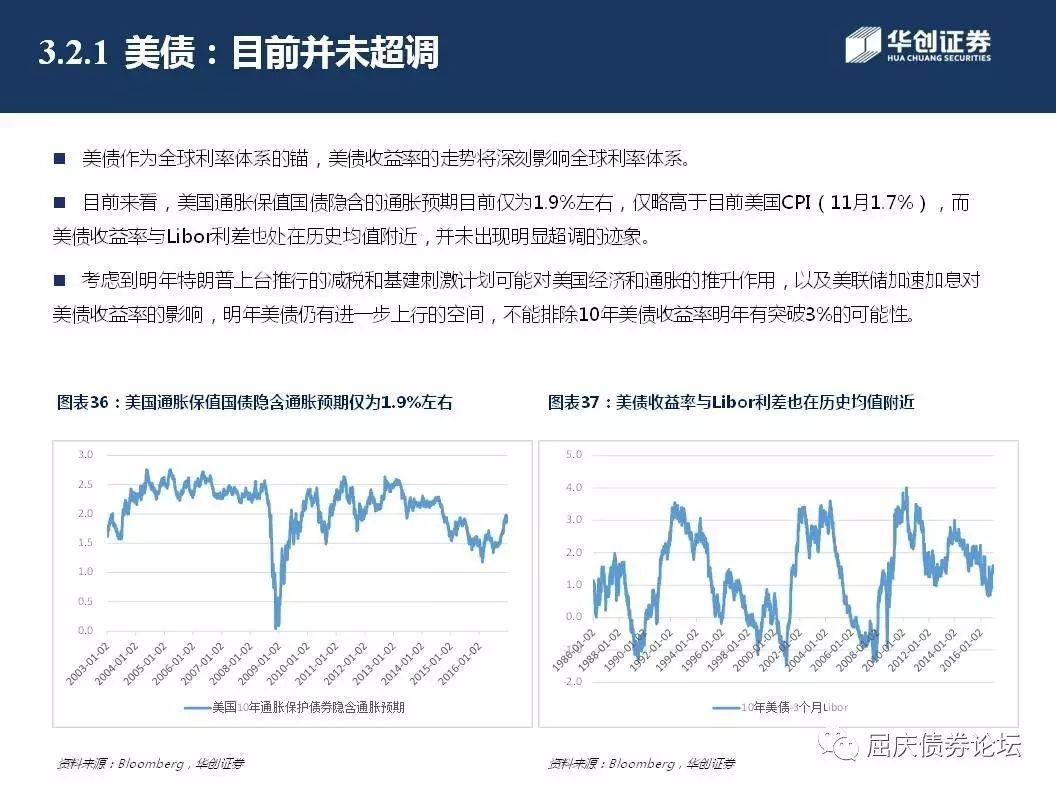 3.2.1 美债：目前并未超调
华创证券
HUA CHUANG SECURITIES
■ 美债作为全球利率体系的锚，美债收益率的走势将深刻影响全球利率体系。
■ 目前来看，美国通胀保值国债隐含的通胀预期目前仅为1.9%左右，仅略高于目前美国CPI（11月1.7%），而
美债收益率与Libor利差也处在历史均值附近，并未出现明显超调的迹象。
■ 考虑到明年特朗普上台推行的减税和基建刺激计划可能对美国经济和通胀的推升作用，以及美联储加速加息对
美债收益率的影响，明年美债仍有进一步上行的空间，不能排除10年美债收益率明年有突破3%的可能性。
图表36：美国通胀保值国债隐含通胀预期仅为1.9%左右
3.0
2.5
2.0
1.5
1.0
0.5
0.0
2003-01-02
2004-01-02
2005-01-02
2006-01-02
2007-01-02
2008-01-02
2009-01-02
2010-01-02
2011-01-02
2012-01-02
2013-01-02
2014-01-02
2015-01-02
2016-01-02
美国10年通胀保护债券隐含通胀预期
资料来源：Bloomberg，华创证券
图表37：美债收益率与Libor利差也在历史均值附近
5.0
4.0
3.0
2.0
1.0
0.0
-2.0
1986-01-02
1988-01-02
1990-01-02
1992-01-02
1994-01-02
1996-01-02
1998-01-02
2000-01-02
2002-01-02
2004-01-02
2006-01-02
2008-01-02
2010-01-02
2012-01-02
2014-01-02
2016-01-02
10年美债-3个月Libor
资料来源：Bloomberg，华创证券
屈庆债券论坛